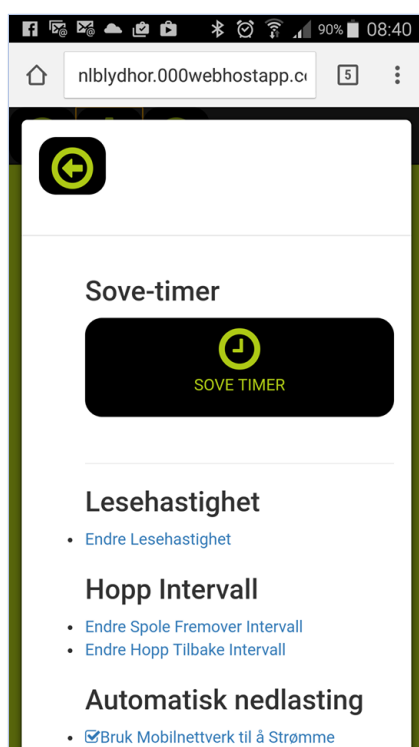 90% 08:40
nlblydhor.000webhostapp.c
5
Sove-timer
SOVE TIMER
Lesehastighet
Endre Lesehastighet
Hopp Intervall
Endre Spole Fremover Intervall
Endre Hopp Tilbake Intervall
Automatisk nedlasting
Bruk Mobilnettverk til å Strømme